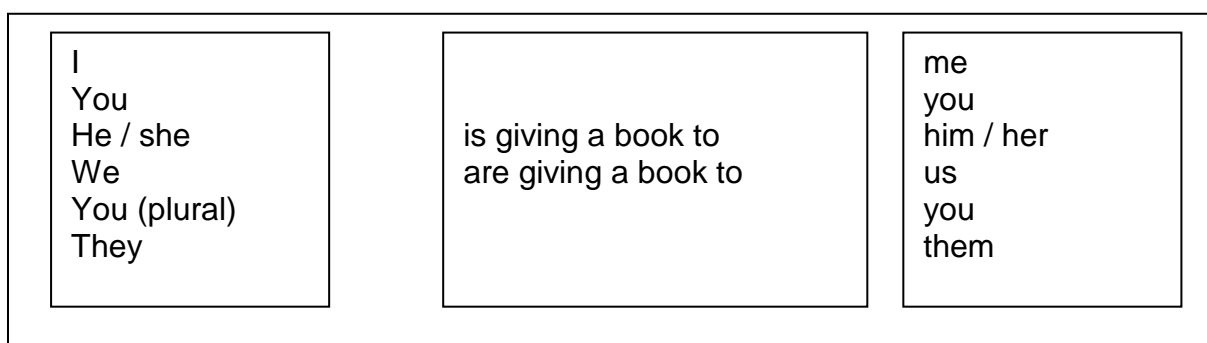 I
You
He / she
We
You (plural)
They
is giving a book to
are giving a book to
me
you
him / her
us
you
them